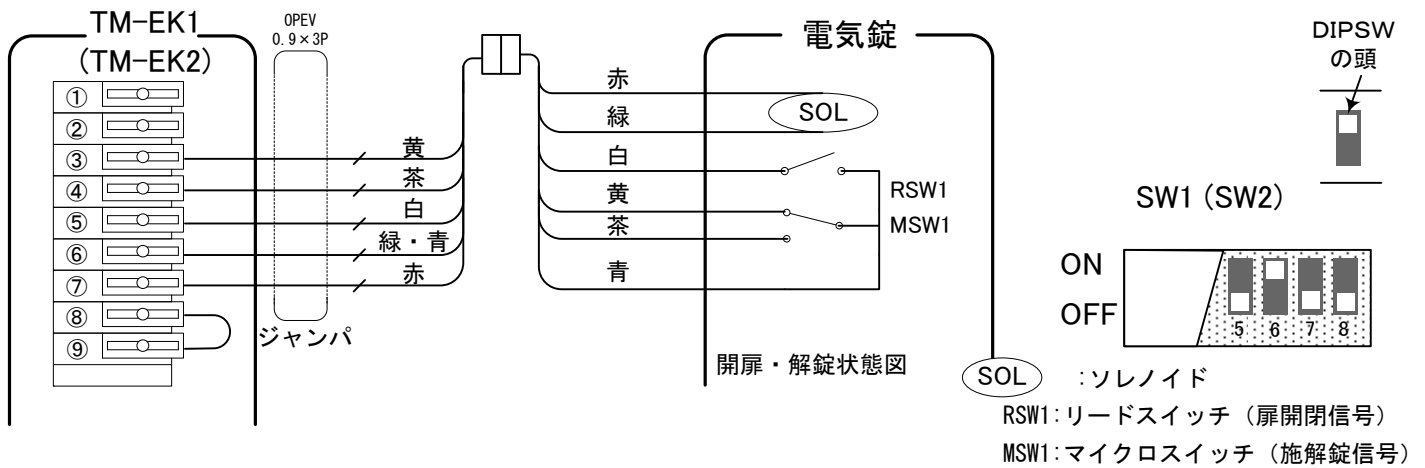 TM-EK1
(TM-EK2)
①
②
③
④
⑤
⑥
⑦
⑧
⑨
OPEV
0.9×3P
黄
茶
白
緑・青
赤
ジャンパ
電気錠
赤
緑
白
黄
茶
青
SOL
RSW1
MSW1
開扉・解錠状態図
DIPSW
の頭
SW1(SW2)
ON
OFF
5 6 7 8
SOL :ソレノイド
RSW1:リードスイッチ（扉開閉信号）
MSW1:マイクロスイッチ（施解錠信号）